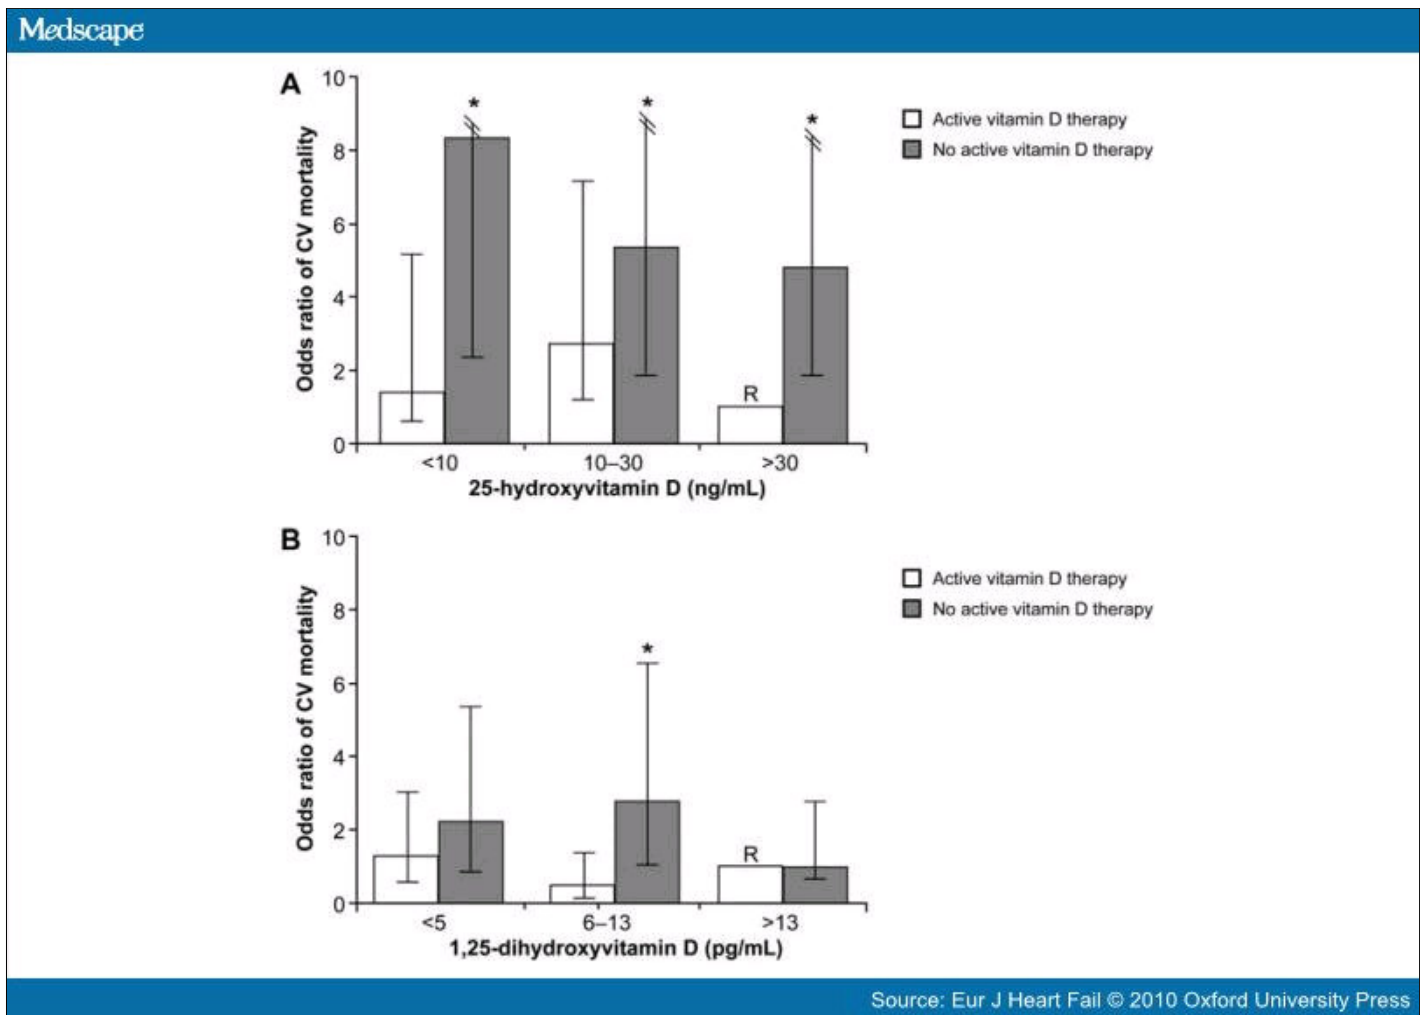 Medscape
A
Odds ratio of CV mortality
10
8
6
4
2
0
*
*
*
R
<10
10–30
>30
25-hydroxyvitamin D (ng/mL)
Active vitamin D therapy
No active vitamin D therapy
B
Odds ratio of CV mortality
10
8
6
4
2
0
*
R
<5
6–13
>13
1,25-dihydroxyvitamin D (pg/mL)
Active vitamin D therapy
No active vitamin D therapy
Source: Eur J Heart Fail © 2010 Oxford University Press